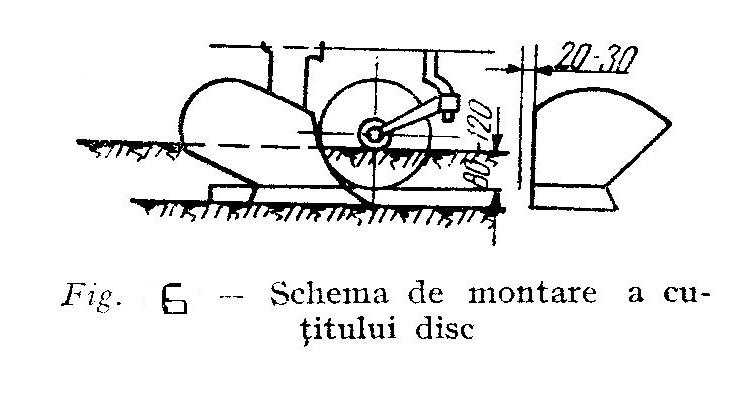 20-30
80-120
Fig. 6 — Schema de montare a cu-
țitului disc